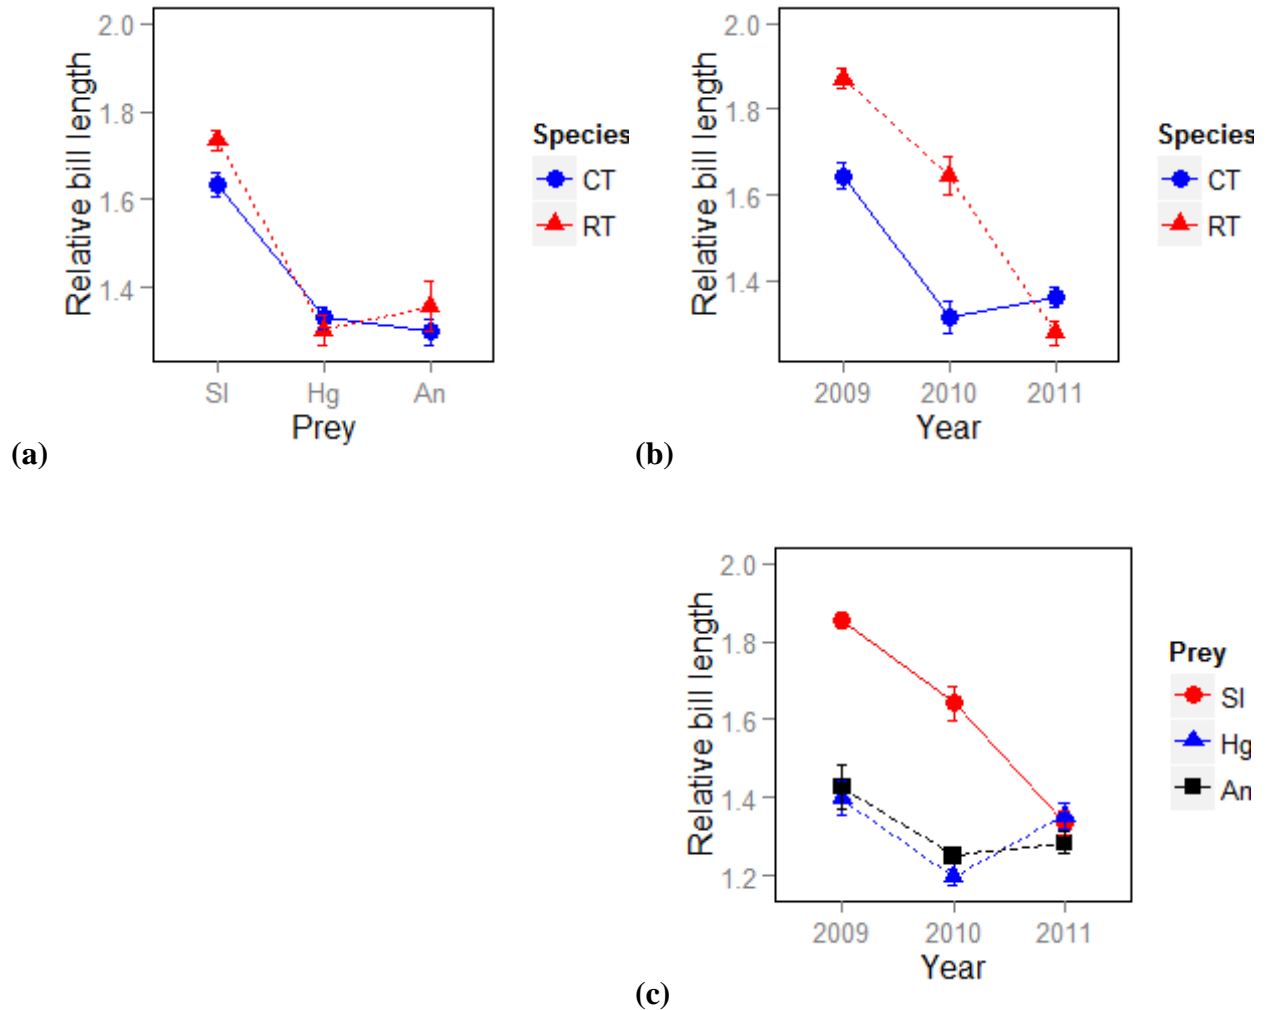 2.0
1.8
1.6
1.4
Relative bill length
SI
Hg
An
Prey
Species
CT
RT
(a)
2.0
1.8
1.6
1.4
Relative bill length
2009
2010
2011
Year
Species
CT
RT
(b)
2.0
1.8
1.6
1.4
1.2
Relative bill length
2009
2010
2011
Year
Prey
SI
Hg
An
(c)